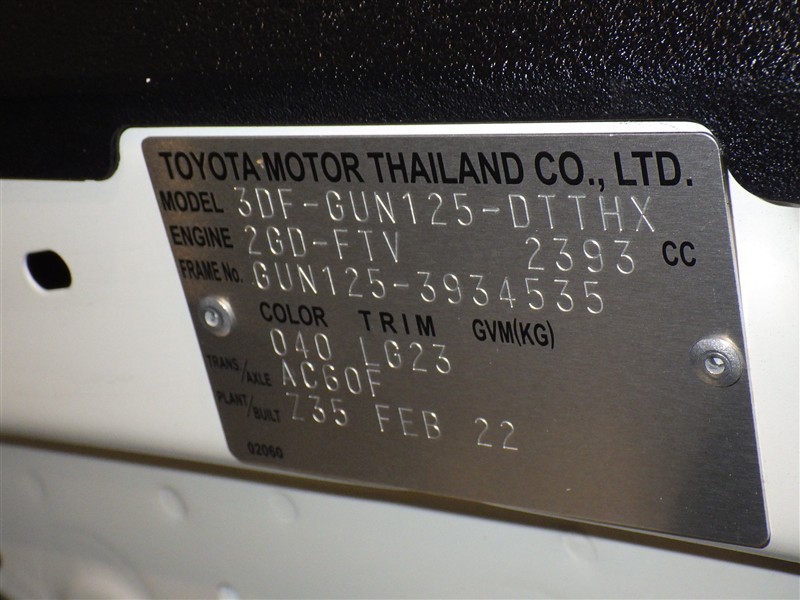 TOYOTA MOTOR THAILAND CO., LTD.
MODEL 3DF-GUN125-DTTHX
ENGINE 2GD-FTV 2393 CC
FRAME No. GUN125-3934535
COLOR TRIM GVM(KG)
040 LG23
TRANS/AXLE AC60F
PLANT/BUILT Z35 FEB 22
02060